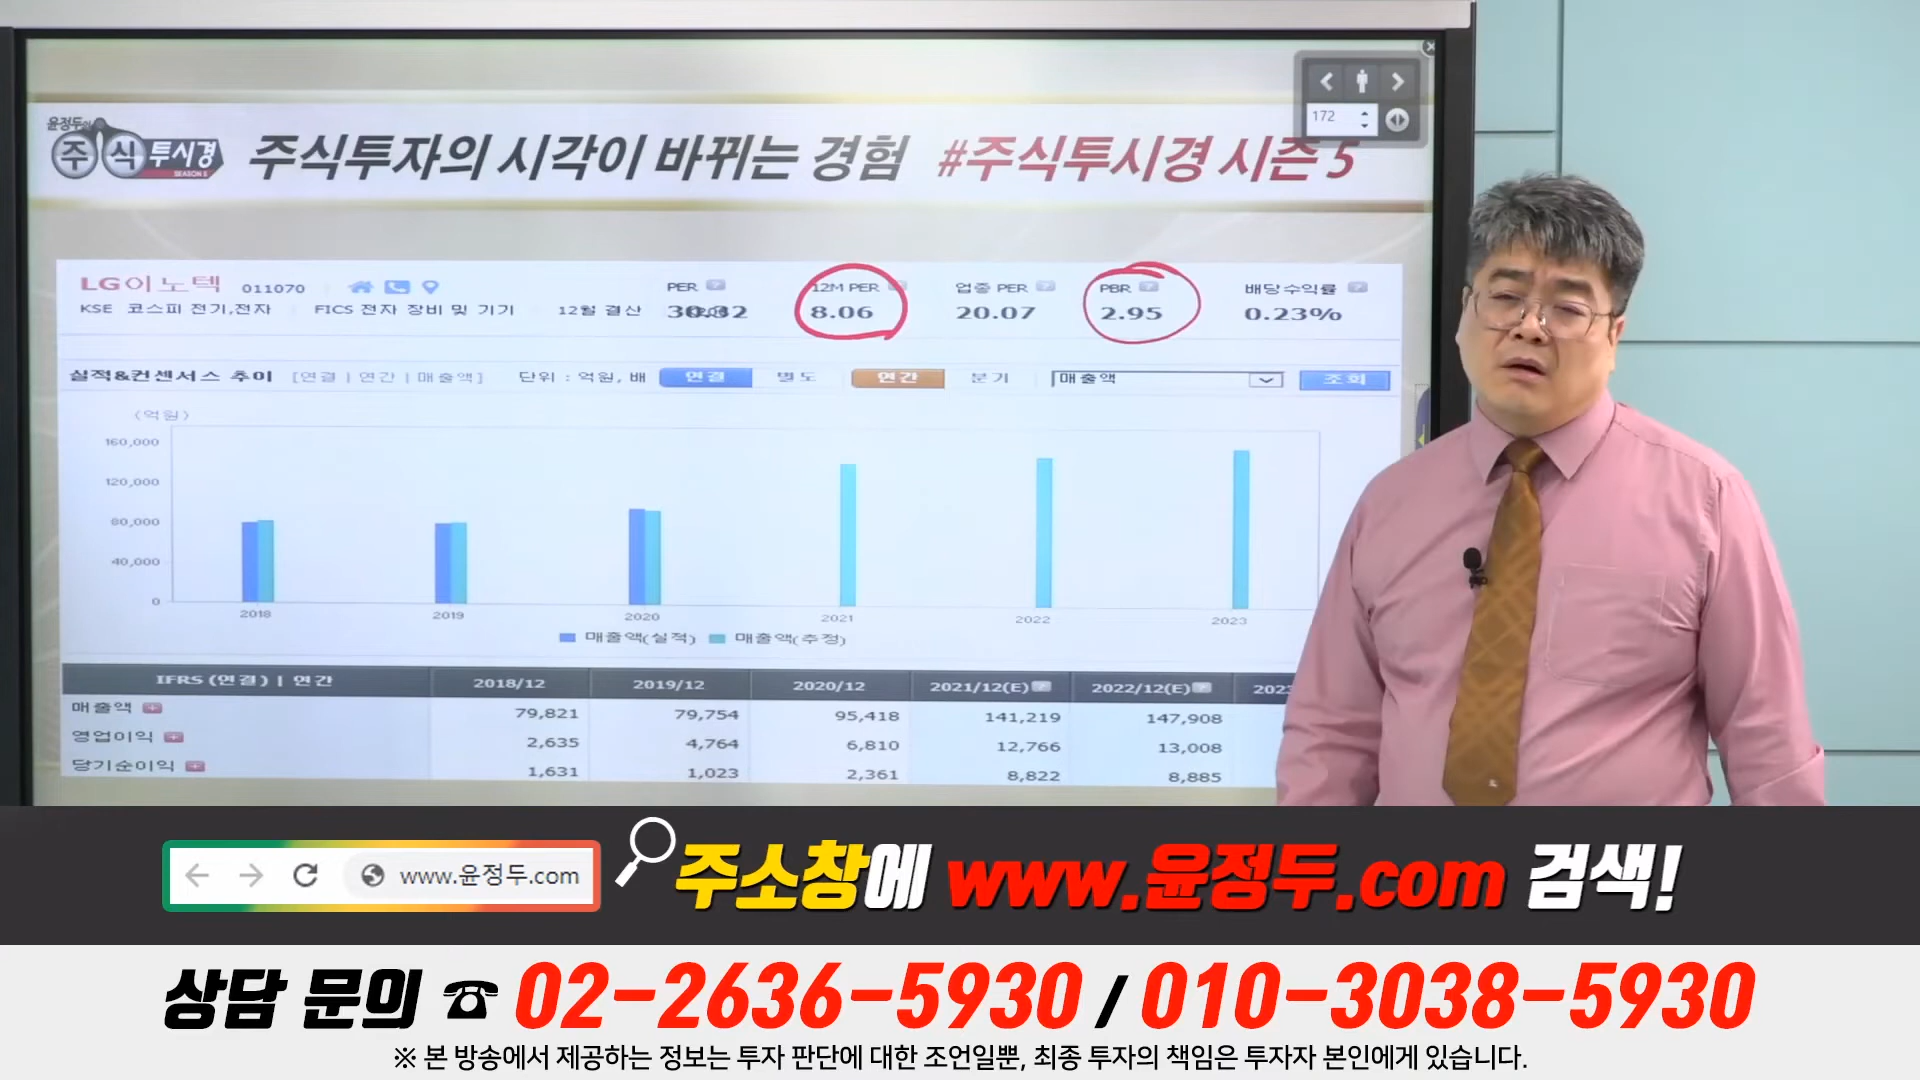 172
윤정두의
주식투시경
SEASON 5
주식투자의 시각이 바뀌는 경험 #주식투시경 시즌 5
LG이노텍 011070
KSE 코스피 전기,전자 FICS 전자 장비 및 기기 12월 결산
PER
12M PER 8.06
업종 PER 20.07
PBR 2.95
배당수익률 0.23%
실적&컨센서스 추이 [연결 | 연간 | 매출액] 단위 : 억원, 배 연결 별도 연간 분기 매출액 조회
(억원)
160,000
120,000
80,000
40,000
0
2018 2019 2020 2021 2022 2023
매출액(실적) 매출액(추정)
IFRS (연결) | 연간 2018/12 2019/12 2020/12 2021/12(E) 2022/12(E) 202
매출액 79,821 79,754 95,418 141,219 147,908
영업이익 2,635 4,764 6,810 12,766 13,008
당기순이익 1,631 1,023 2,361 8,822 8,885
www.윤정두.com
주소창에 www.윤정두.com 검색!
상담 문의 ☎ 02-2636-5930 / 010-3038-5930
※ 본 방송에서 제공하는 정보는 투자 판단에 대한 조언일뿐, 최종 투자의 책임은 투자자 본인에게 있습니다.